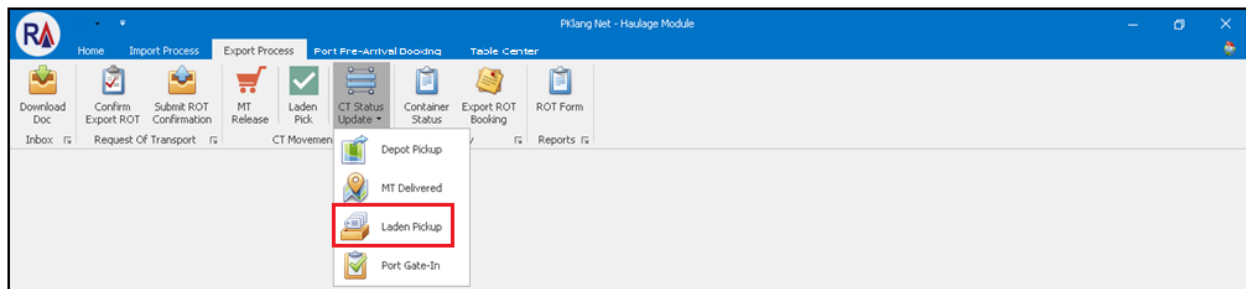 RA
PKlang Net - Haulage Module
Home Import Process Export Process Port Pre-Arrival Booking Table Center
Download Doc
Confirm Export ROT
Submit ROT Confirmation
MT Release
Laden Pick
CT Status Update
Container Status
Export ROT Booking
ROT Form
Inbox Request Of Transport CT Movemen Reports
Depot Pickup
MT Delivered
Laden Pickup
Port Gate-In